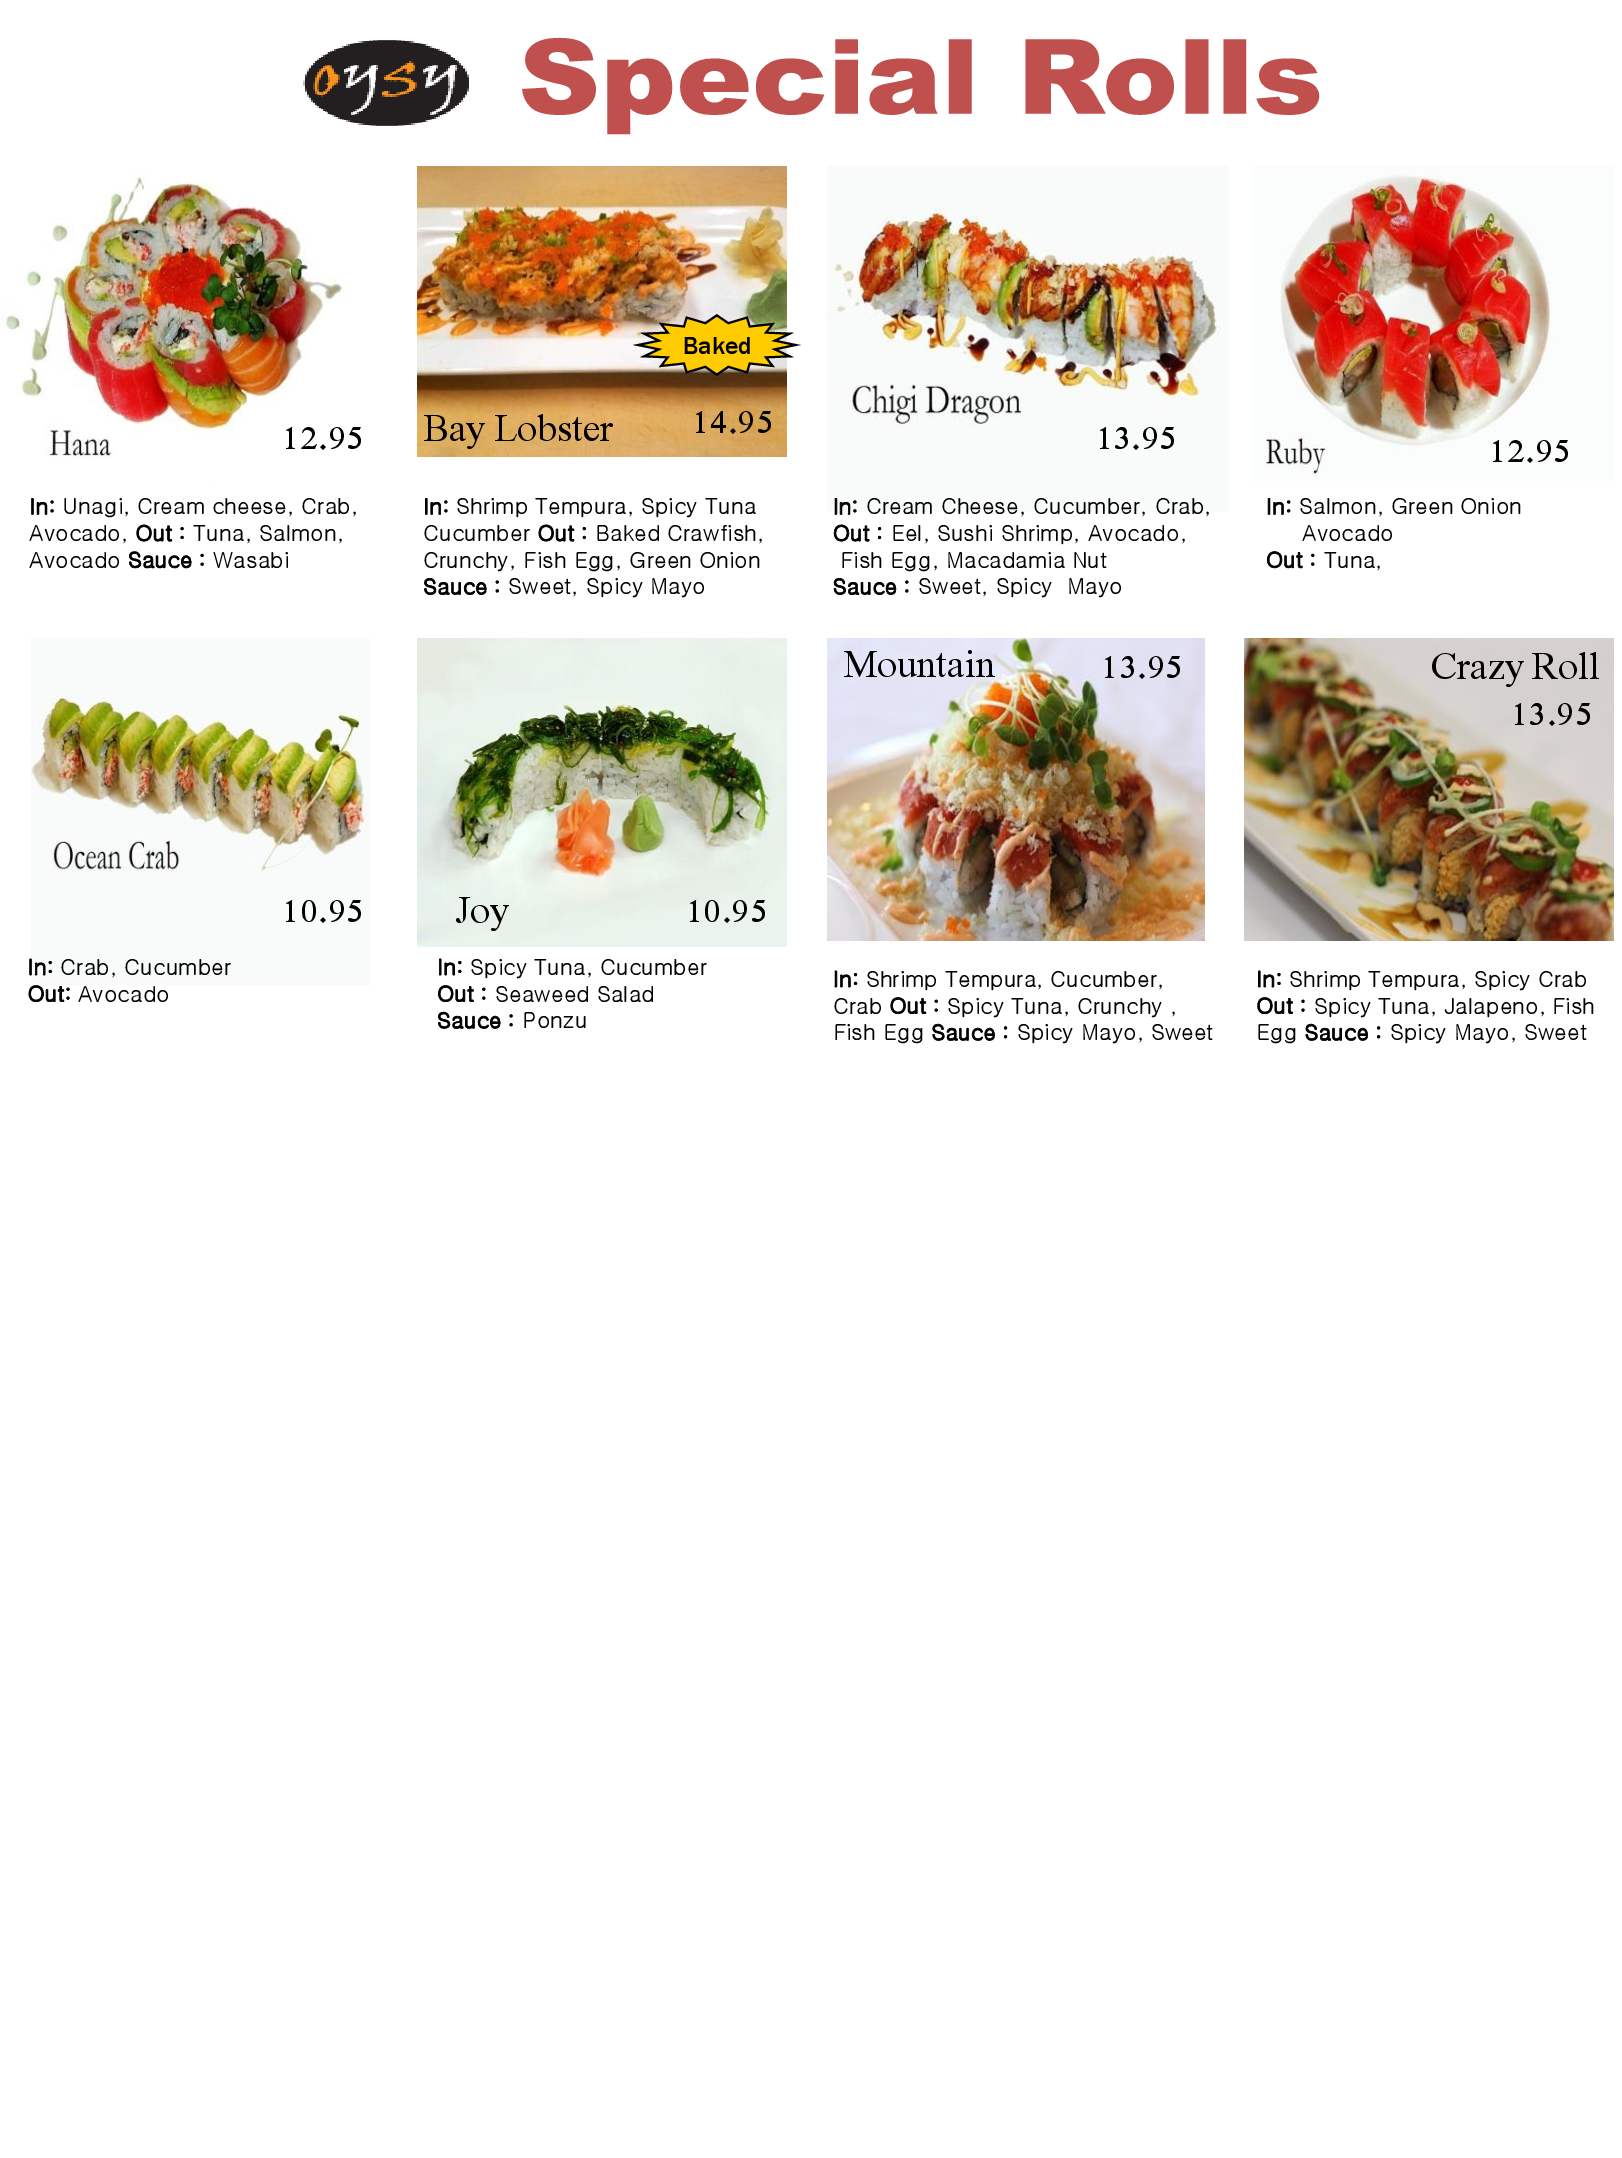 oysy Special Rolls
Hana 12.95
In: Unagi, Cream cheese, Crab,
Avocado, Out : Tuna, Salmon,
Avocado Sauce : Wasabi
Baked
Bay Lobster 14.95
In: Shrimp Tempura, Spicy Tuna
Cucumber Out : Baked Crawfish,
Crunchy, Fish Egg, Green Onion
Sauce : Sweet, Spicy Mayo
Chigi Dragon
13.95
In: Cream Cheese, Cucumber, Crab,
Out : Eel, Sushi Shrimp, Avocado,
Fish Egg, Macadamia Nut
Sauce : Sweet, Spicy Mayo
Ruby 12.95
In: Salmon, Green Onion
Avocado
Out : Tuna,
Ocean Crab
10.95
In: Crab, Cucumber
Out: Avocado
Joy 10.95
In: Spicy Tuna, Cucumber
Out : Seaweed Salad
Sauce : Ponzu
Mountain 13.95
In: Shrimp Tempura, Cucumber,
Crab Out : Spicy Tuna, Crunchy ,
Fish Egg Sauce : Spicy Mayo, Sweet
Crazy Roll
13.95
In: Shrimp Tempura, Spicy Crab
Out : Spicy Tuna, Jalapeno, Fish
Egg Sauce : Spicy Mayo, Sweet